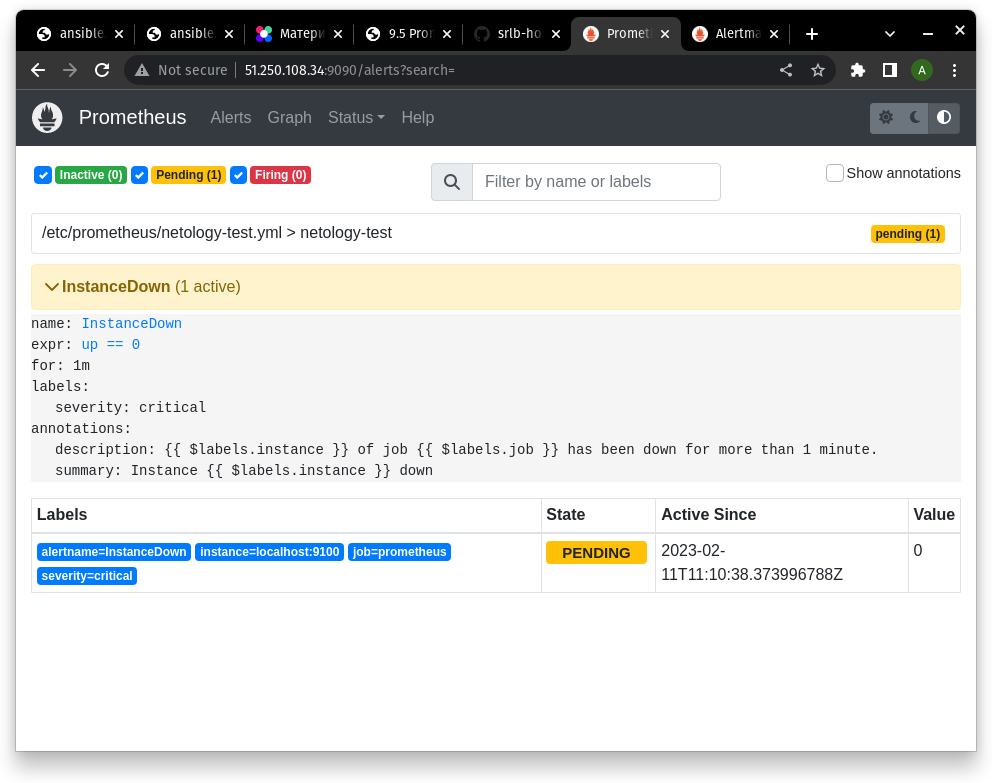 ansible ansible Матери 9.5 Pror srlb-ho Prometh Alertma
Not secure 51.250.108.34:9090/alerts?search= A
Prometheus Alerts Graph Status Help
Inactive (0) Pending (1) Firing (0) Filter by name or labels Show annotations
/etc/prometheus/netology-test.yml > netology-test pending (1)
InstanceDown (1 active)
name: InstanceDown
expr: up == 0
for: 1m
labels:
severity: critical
annotations:
description: {{ $labels.instance }} of job {{ $labels.job }} has been down for more than 1 minute.
summary: Instance {{ $labels.instance }} down
Labels State Active Since Value
alertname=InstanceDown instance=localhost:9100 job=prometheus PENDING 2023-02- 0
severity=critical 11T11:10:38.373996788Z